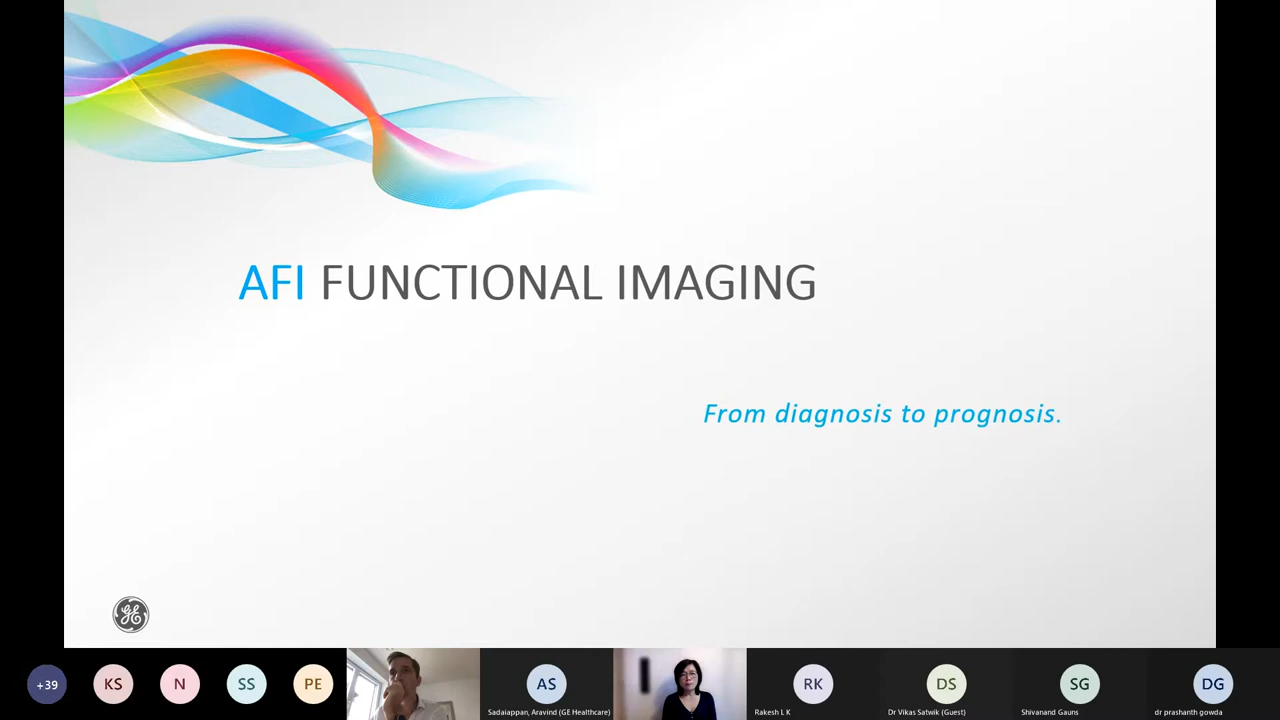 AFI FUNCTIONAL IMAGING
From diagnosis to prognosis.
GE
+39
KS
N
SS
PE
AS
RK
DS
SG
DG
Sadaiappan, Aravind (GE Healthcare)
Rakesh L K
Dr Vikas Satwik (Guest)
Shivanand Gauns
dr prashanth gowda